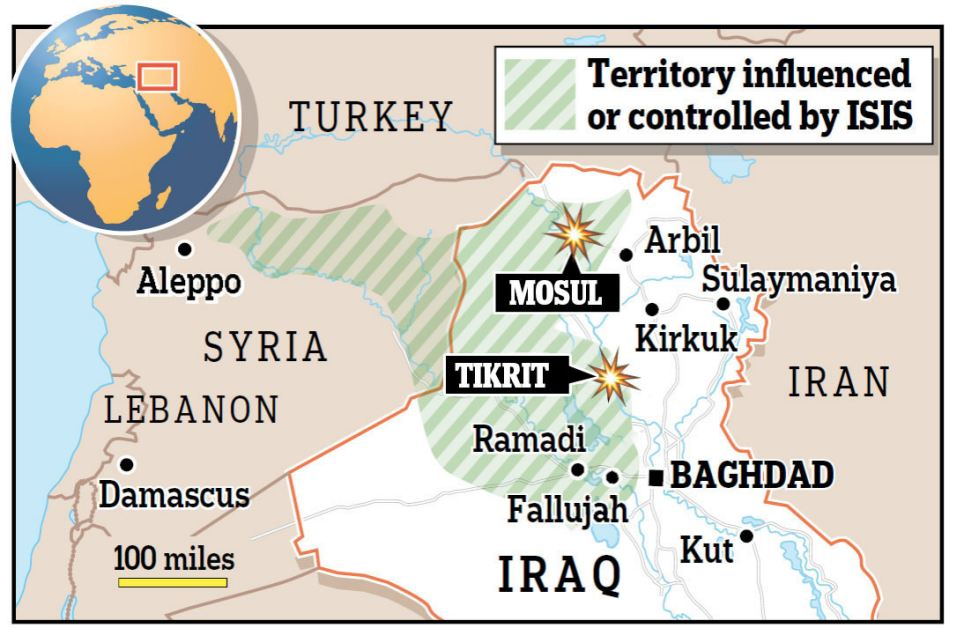 Territory influenced
or controlled by ISIS
TURKEY
Arbil
Aleppo
MOSUL
Sulaymaniya
Kirkuk
SYRIA
TIKRIT
IRAN
LEBANON
Ramadi
BAGHDAD
Damascus
Fallujah
100 miles
Kut
IRAQ